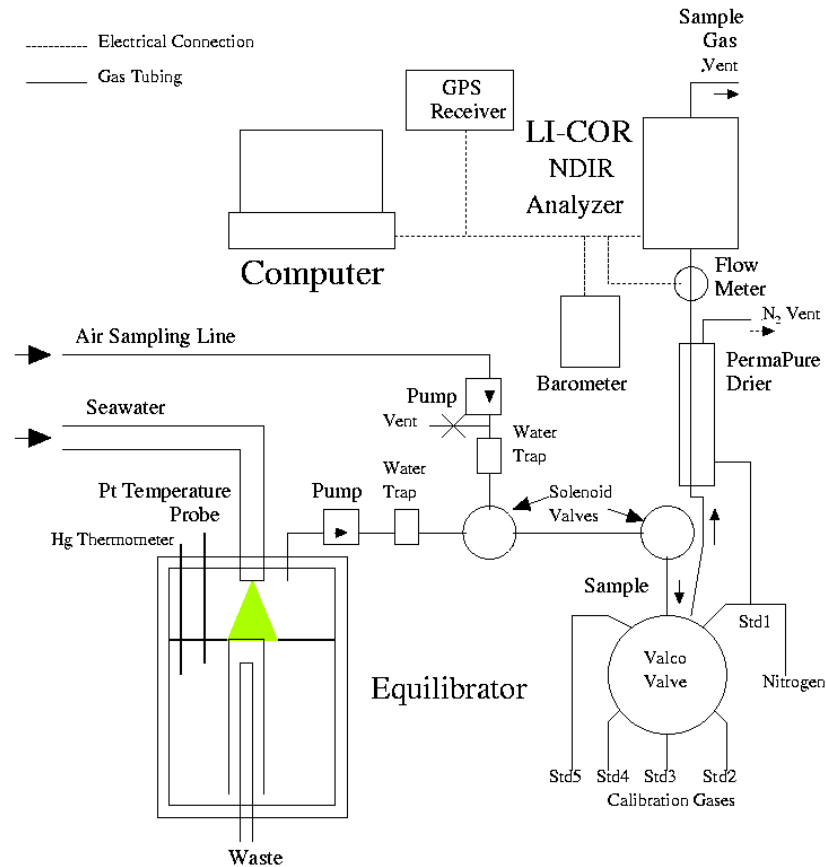 Electrical Connection
Gas Tubing
Sample
Gas
Vent
GPS
Receiver
LI-COR
NDIR
Analyzer
Computer
Flow
Meter
Barometer
N₂ Vent
PermaPure
Drier
Air Sampling Line
Pump
Vent
Water
Trap
Seawater
Pt Temperature
Probe
Hg Thermometer
Pump
Water
Trap
Solenoid
Valves
Sample
Valco
Valve
Std1
Nitrogen
Equilibrator
Std5
Std4
Std3
Std2
Calibration Gases
Waste